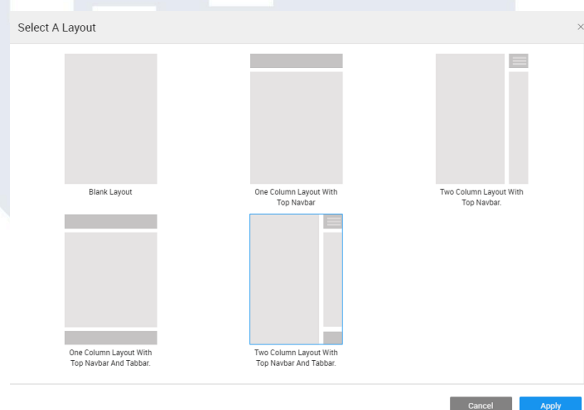 Select A Layout
×
Blank Layout
One Column Layout With
Top Navbar
Two Column Layout With
Top Navbar.
One Column Layout With
Top Navbar And Tabbar.
Two Column Layout With
Top Navbar And Tabbar.
Cancel
Apply